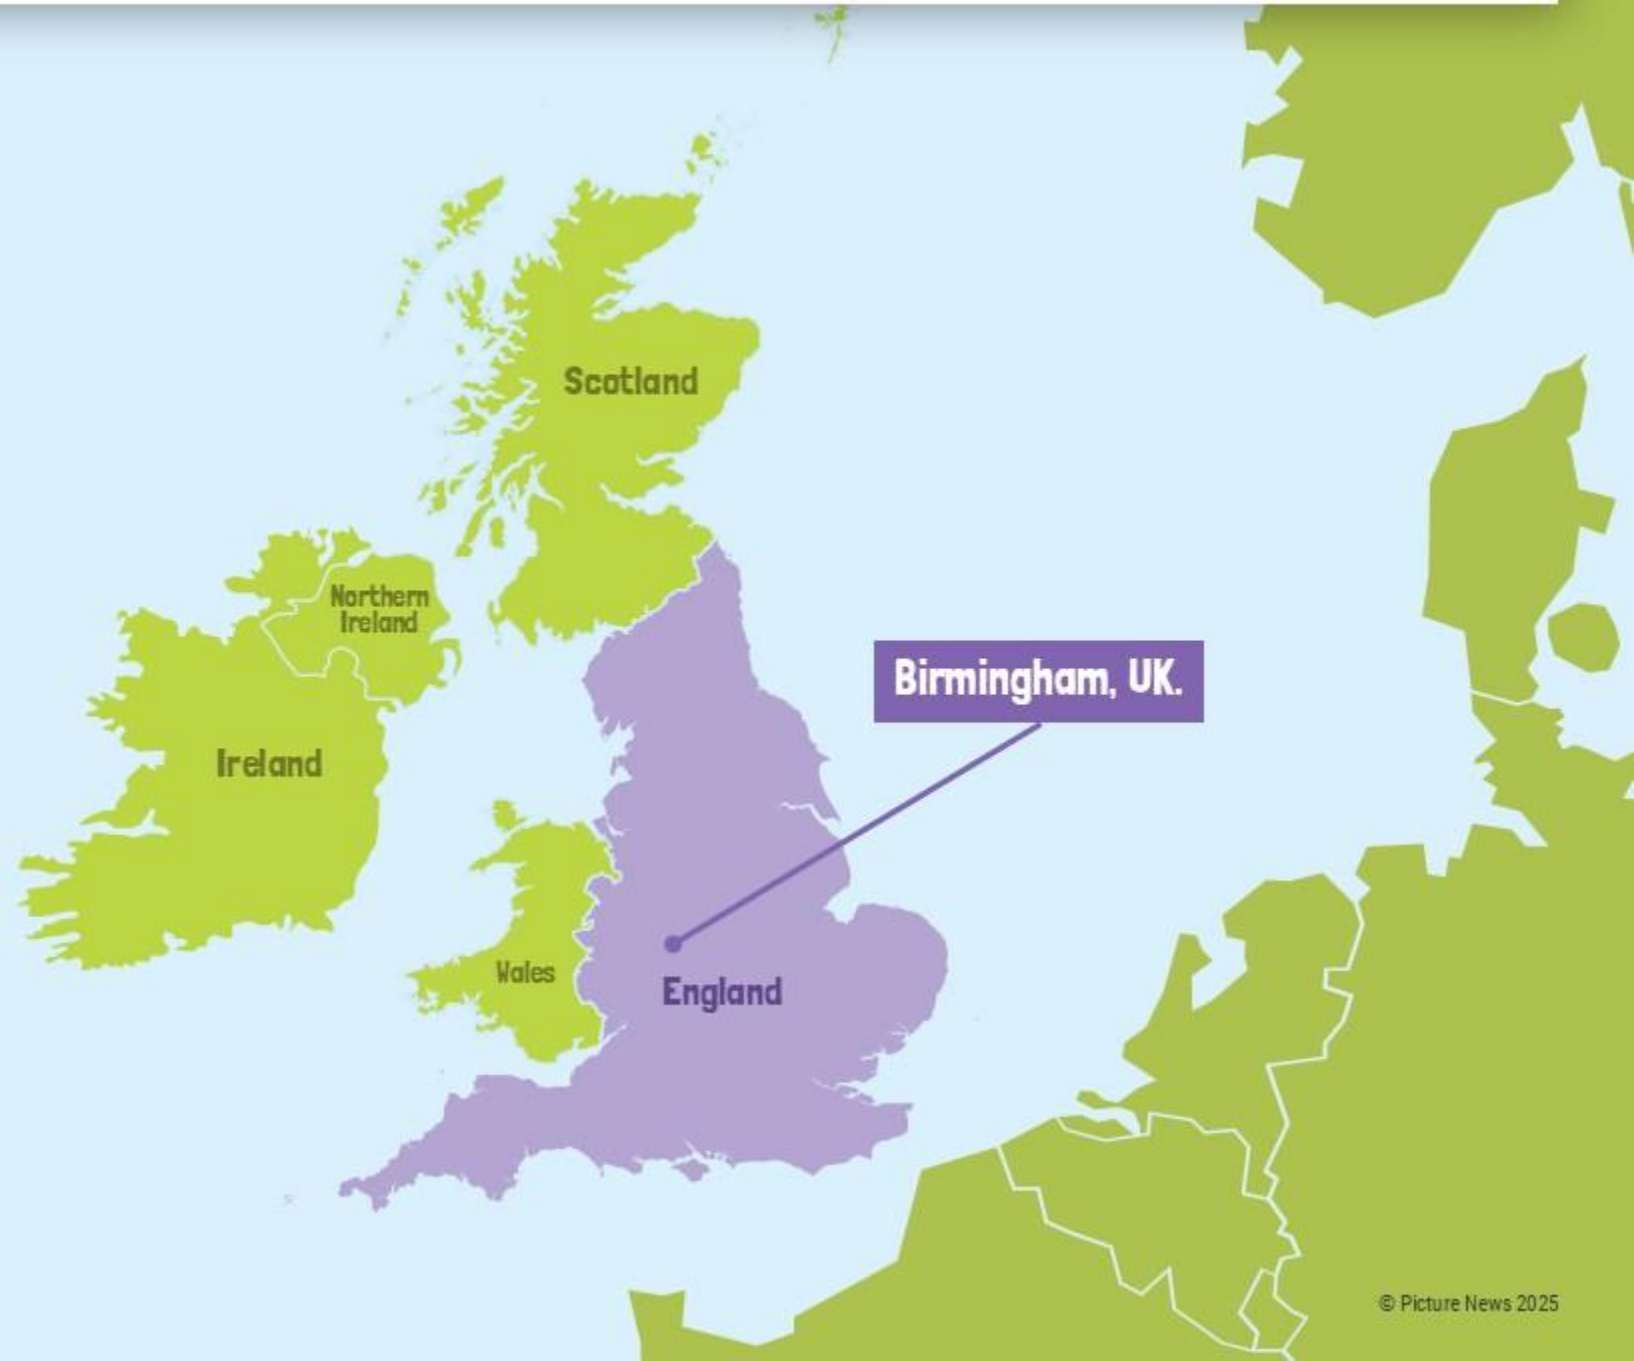 Scotland
Northern
Ireland
Birmingham, UK.
Ireland
Wales
England
© Picture News 2025